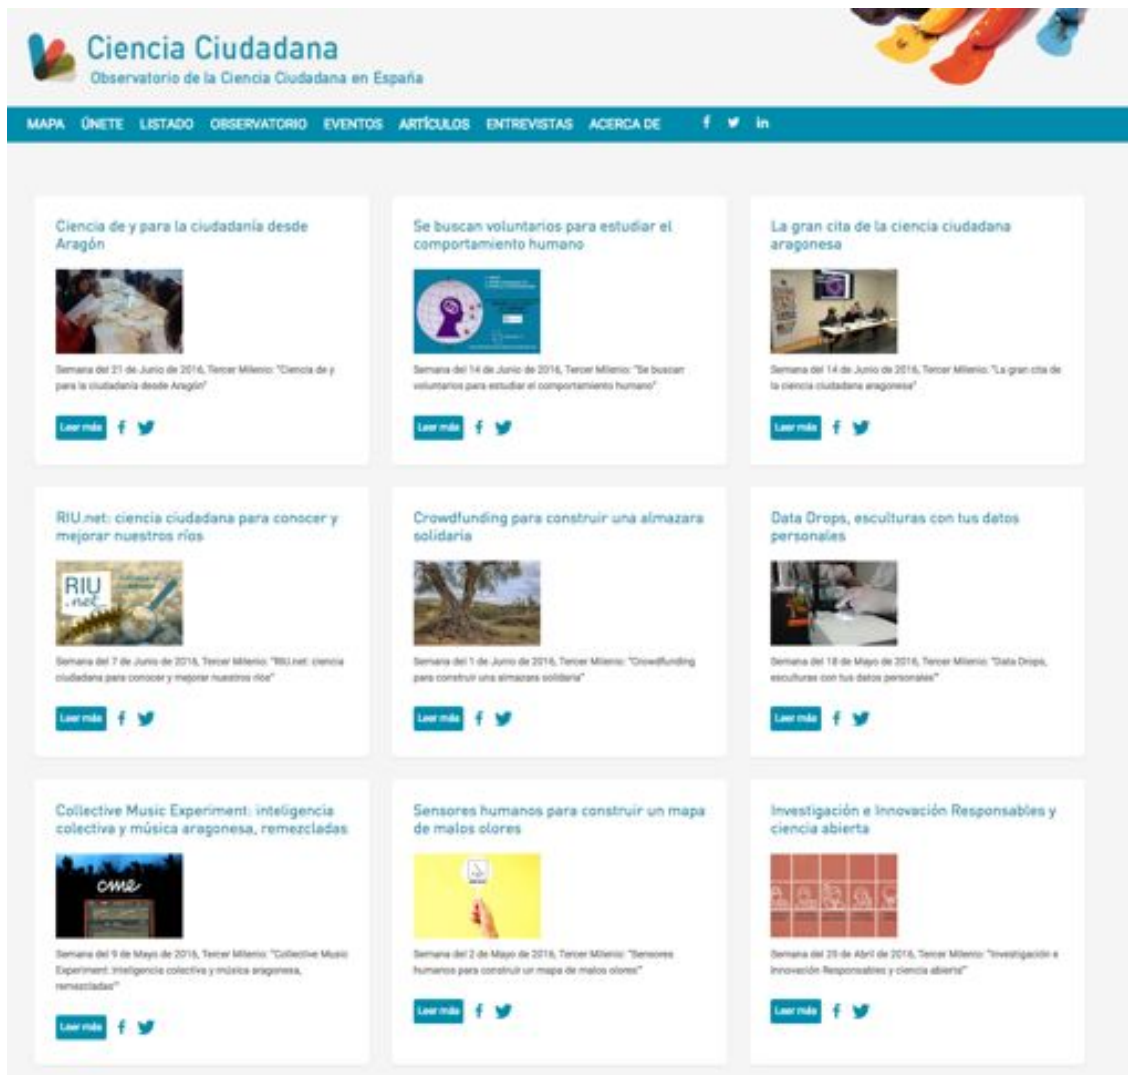 Ciencia Ciudadana
Observatorio de la Ciencia Ciudadana en España
MAPA ÚNETE LISTADO OBSERVATORIO EVENTOS ARTÍCULOS ENTREVISTAS ACERCA DE
Ciencia de y para la ciudadanía desde
Aragón
Semana del 21 de Junio de 2016, Tercer Milenio: "Ciencia de y
para la ciudadanía desde Aragón"
Leer más
Se buscan voluntarios para estudiar el
comportamiento humano
Semana del 14 de Junio de 2016, Tercer Milenio: "Se buscan
voluntarios para estudiar el comportamiento humano"
Leer más
La gran cita de la ciencia ciudadana
aragonesa
Semana del 14 de Junio de 2016, Tercer Milenio: "La gran cita de
la ciencia ciudadana aragonesa"
Leer más
RIU.net: ciencia ciudadana para conocer y
mejorar nuestros ríos
RIU
.net
Semana del 7 de Junio de 2016, Tercer Milenio: "RIU.net: ciencia
ciudadana para conocer y mejorar nuestros ríos"
Leer más
Crowdfunding para construir una almazara
solidaria
Semana del 1 de Junio de 2016, Tercer Milenio: "Crowdfunding
para construir una almazara solidaria"
Leer más
Data Drops, esculturas con tus datos
personales
Semana del 18 de Mayo de 2016, Tercer Milenio: "Data Drops,
esculturas con tus datos personales"
Leer más
Collective Music Experiment: inteligencia
colectiva y música aragonesa, remezcladas
cme
Semana del 9 de Mayo de 2016, Tercer Milenio: "Collective Music
Experiment: inteligencia colectiva y música aragonesa,
remezcladas"
Leer más
Sensores humanos para construir un mapa
de malos olores
Semana del 2 de Mayo de 2016, Tercer Milenio: "Sensores
humanos para construir un mapa de malos olores"
Leer más
Investigación e Innovación Responsables y
ciencia abierta
Semana del 25 de Abril de 2016, Tercer Milenio: "Investigación e
Innovación Responsables y ciencia abierta"
Leer más